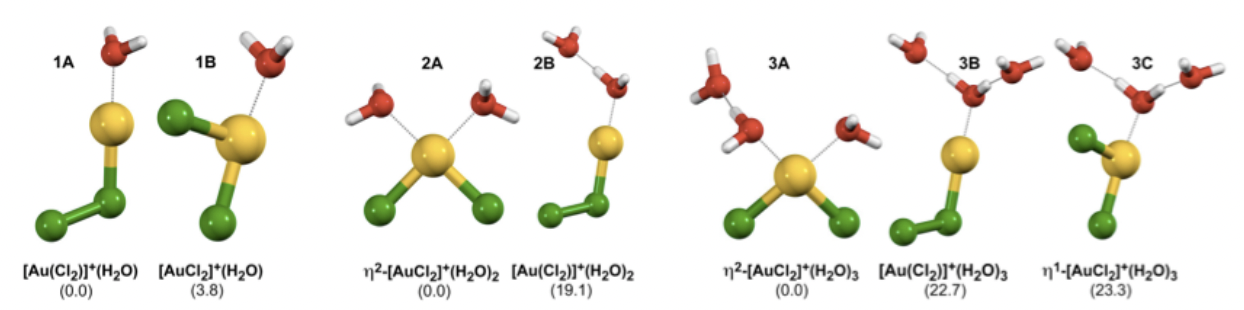 1A 1B 2A 2B 3A 3B 3C
[Au(Cl₂)]⁺(H₂O) [AuCl₂]⁺(H₂O) η²-[AuCl₂]⁺(H₂O)₂ [Au(Cl₂)]⁺(H₂O)₂ η²-[AuCl₂]⁺(H₂O)₃ [Au(Cl₂)]⁺(H₂O)₃ η¹-[AuCl₂]⁺(H₂O)₃
(0.0) (3.8) (0.0) (19.1) (0.0) (22.7) (23.3)